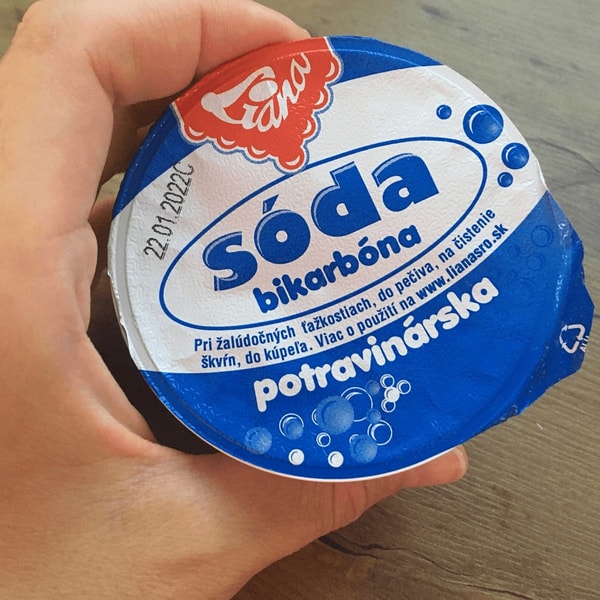 Liana
22.01.2022C
sóda
bikarbóna
Pri žalúdočných ťažkostiach, do pečiva, na čistenie
škvŕn, do kúpeľa. Viac o použití na www.lianasro.sk
potravinárska